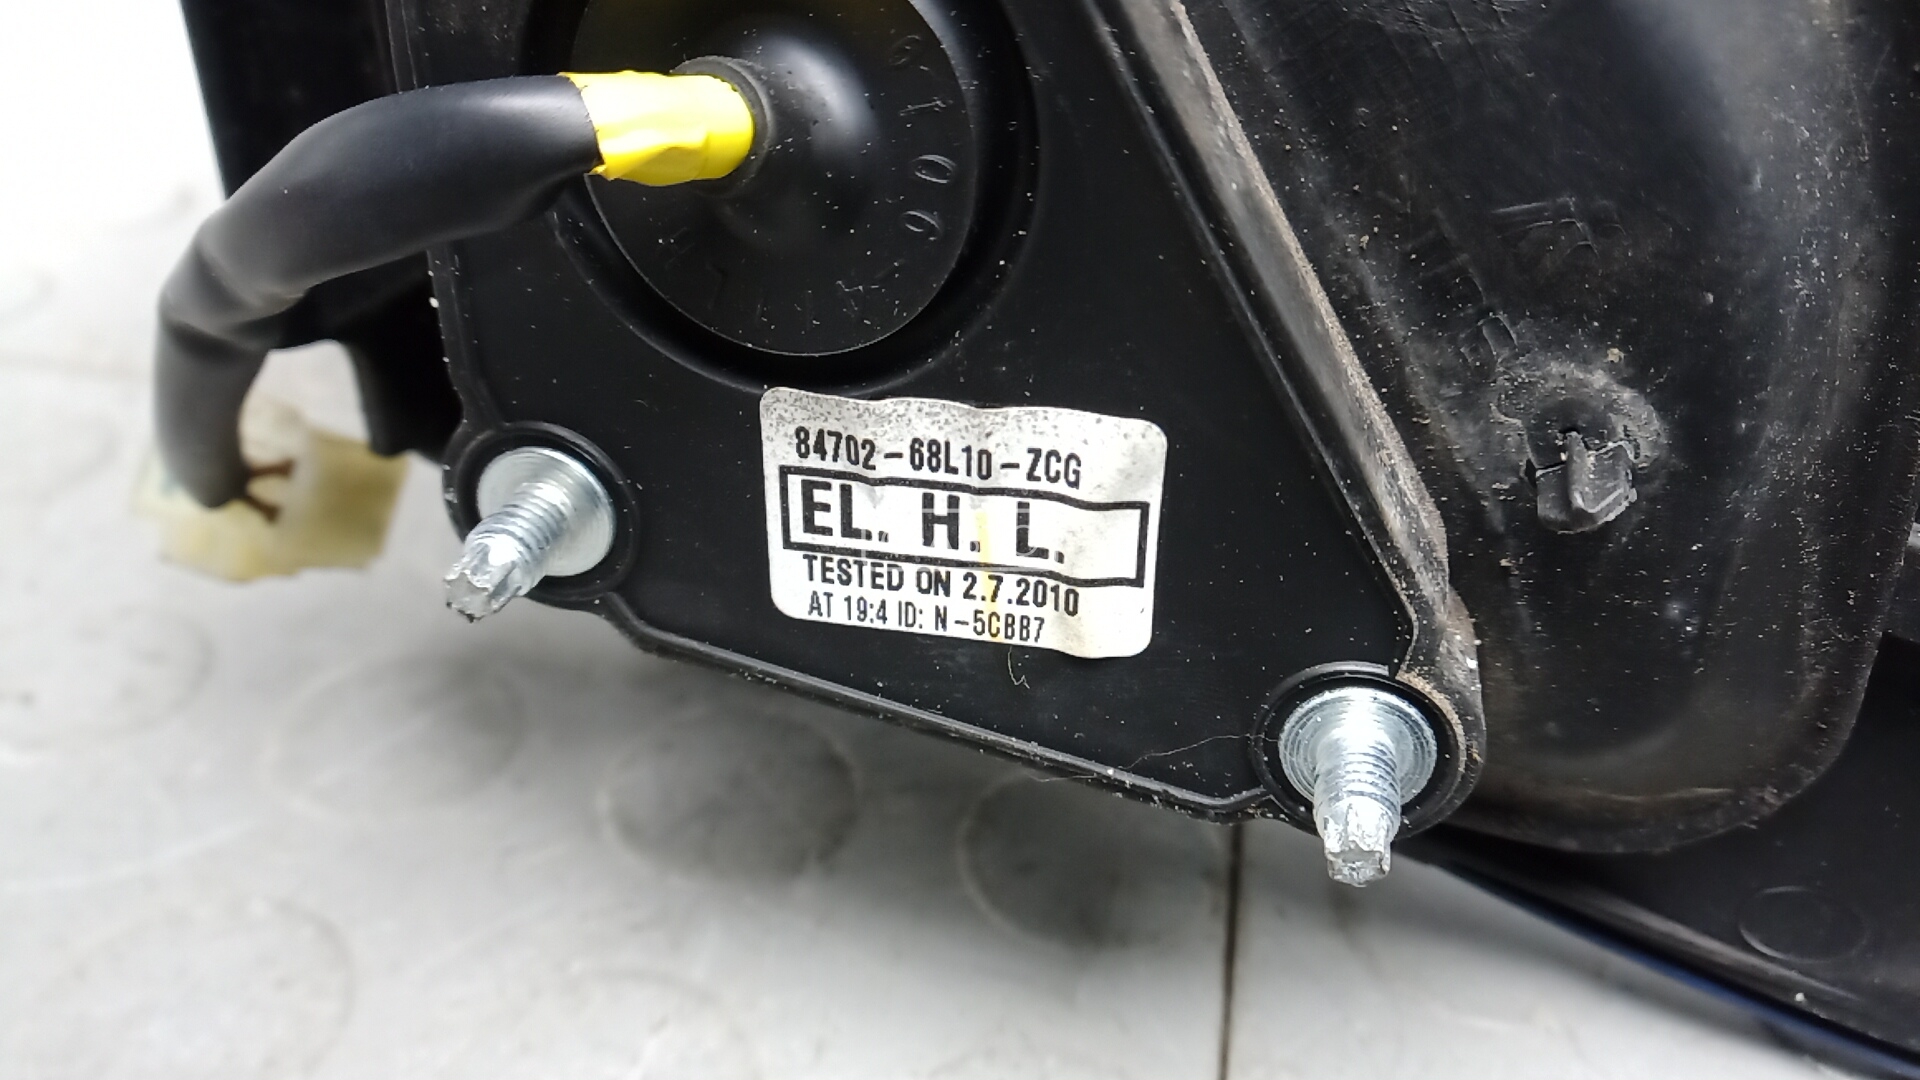 84702-68L10-ZCG
EL. H. L.
TESTED ON 2.7.2010
AT 19:4 ID: N-5CBB7